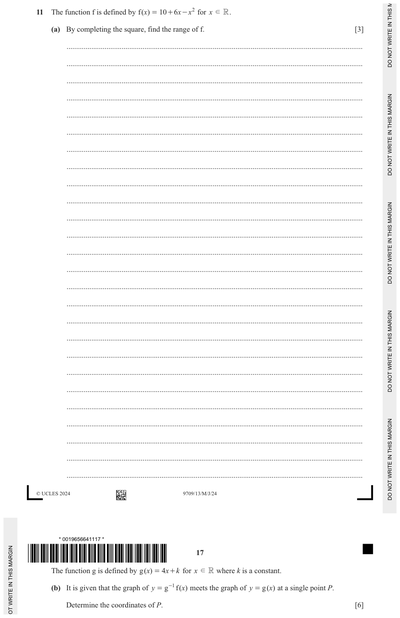 11 The function f is defined by f(x) = 10 + 6x − x² for x ∈ ℝ.
(a) By completing the square, find the range of f. [3]
© UCLES 2024 9709/13/M/J/24
DO NOT WRITE IN THIS MARGIN
DO NOT WRITE IN THIS MARGIN
DO NOT WRITE IN THIS MARGIN
DO NOT WRITE IN THIS MARGIN
DO NOT WRITE IN THIS M
* 0019656641117 *
17
The function g is defined by g(x) = 4x + k for x ∈ ℝ where k is a constant.
(b) It is given that the graph of y = g⁻¹f(x) meets the graph of y = g(x) at a single point P.
Determine the coordinates of P. [6]
OT WRITE IN THIS MARGIN